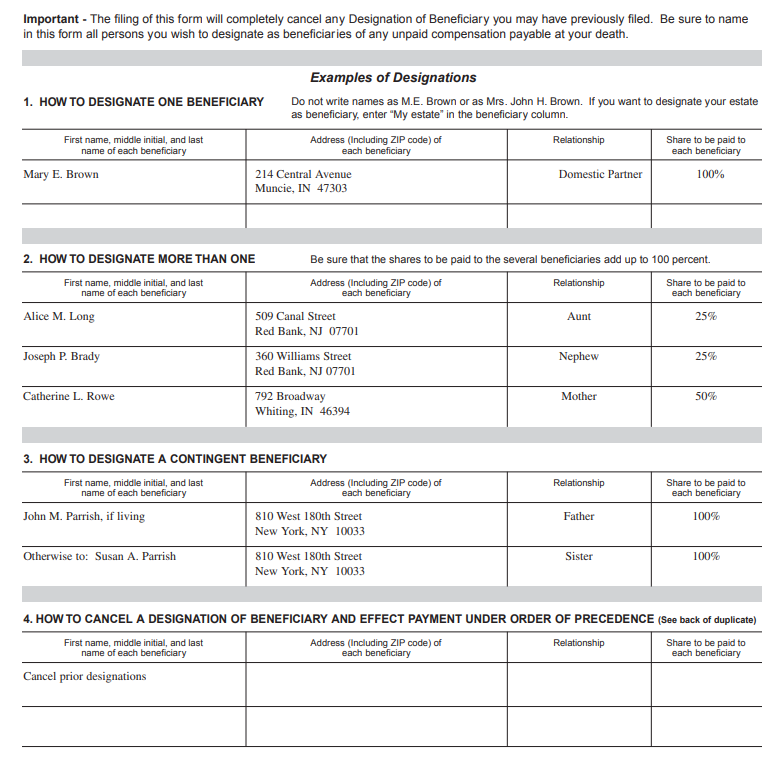 Important - The filing of this form will completely cancel any Designation of Beneficiary you may have previously filed. Be sure to name
in this form all persons you wish to designate as beneficiaries of any unpaid compensation payable at your death.
Examples of Designations
1. HOW TO DESIGNATE ONE BENEFICIARY Do not write names as M.E. Brown or as Mrs. John H. Brown. If you want to designate your estate
as beneficiary, enter "My estate" in the beneficiary column.
First name, middle initial, and last Address (Including ZIP code) of Relationship Share to be paid to
name of each beneficiary each beneficiary each beneficiary
Mary E. Brown 214 Central Avenue Domestic Partner 100%
Muncie, IN 47303
2. HOW TO DESIGNATE MORE THAN ONE Be sure that the shares to be paid to the several beneficiaries add up to 100 percent.
First name, middle initial, and last Address (Including ZIP code) of Relationship Share to be paid to
name of each beneficiary each beneficiary each beneficiary
Alice M. Long 509 Canal Street Aunt 25%
Red Bank, NJ 07701
Joseph P. Brady 360 Williams Street Nephew 25%
Red Bank, NJ 07701
Catherine L. Rowe 792 Broadway Mother 50%
Whiting, IN 46394
3. HOW TO DESIGNATE A CONTINGENT BENEFICIARY
First name, middle initial, and last Address (Including ZIP code) of Relationship Share to be paid to
name of each beneficiary each beneficiary each beneficiary
John M. Parrish, if living 810 West 180th Street Father 100%
New York, NY 10033
Otherwise to: Susan A. Parrish 810 West 180th Street Sister 100%
New York, NY 10033
4. HOW TO CANCEL A DESIGNATION OF BENEFICIARY AND EFFECT PAYMENT UNDER ORDER OF PRECEDENCE (See back of duplicate)
First name, middle initial, and last Address (Including ZIP code) of Relationship Share to be paid to
name of each beneficiary each beneficiary each beneficiary
Cancel prior designations